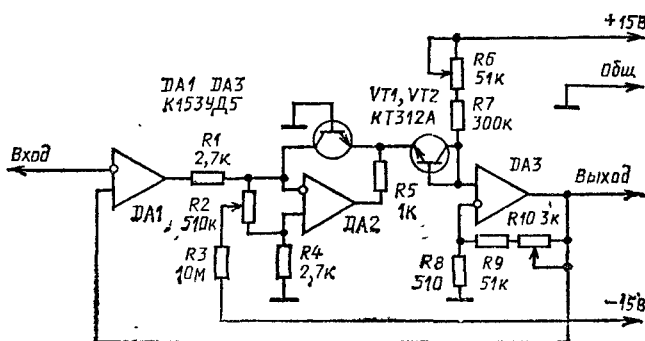 +15В
R6
51к
Общ
DA1 DA3
К153УД5
VT1, VT2
КТ312А
R7
300к
Вход
R1
2,7к
DA3
Выход
R2
510к
R5
1к
DA1
DA2
R10 3к
R3
10М
R4
2,7к
R8
510
R9
51к
-15В